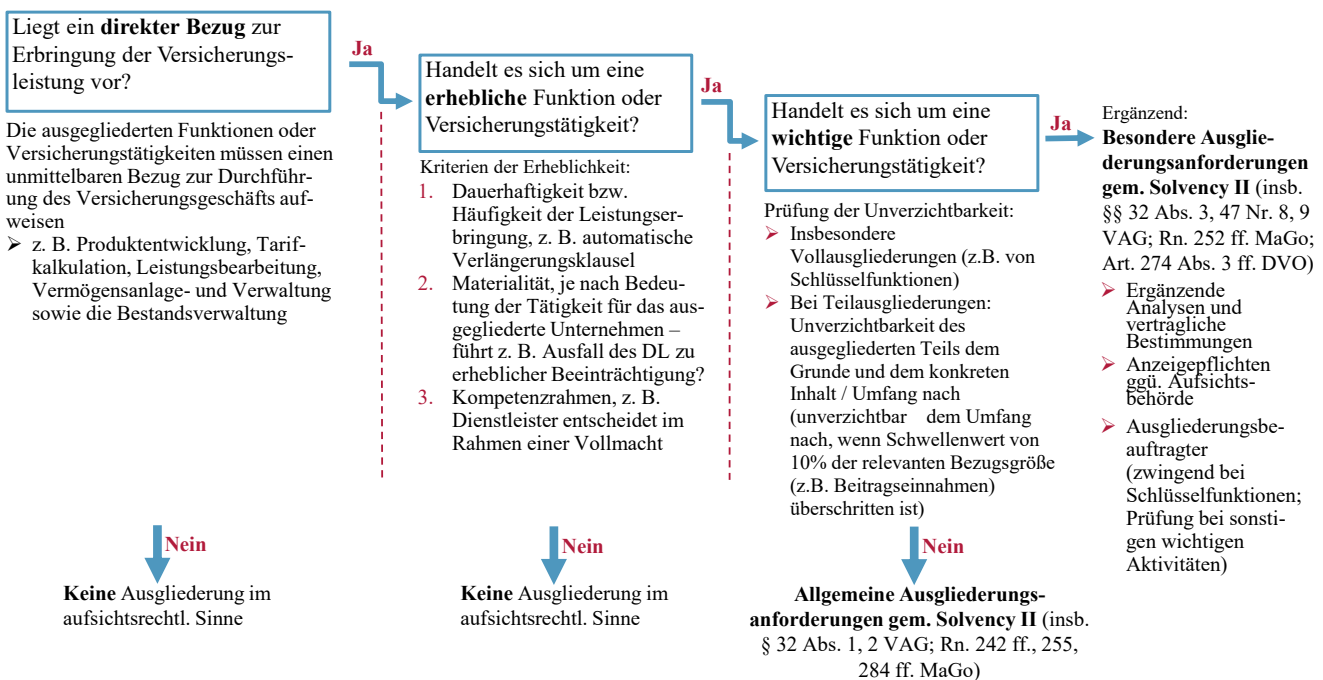 Liegt ein direkter Bezug zur
Erbringung der Versicherungs-
leistung vor?
Die ausgegliederten Funktionen oder
Versicherungstätigkeiten müssen einen
unmittelbaren Bezug zur Durchführ-
ung des Versicherungsgeschäfts auf-
weisen
➢ z. B. Produktentwicklung, Tarif-
kalkulation, Leistungsbearbeitung,
Vermögensanlage- und Verwaltung
sowie die Bestandsverwaltung
Nein
Keine Ausgliederung im
aufsichtsrechtl. Sinne
Ja
Handelt es sich um eine
erhebliche Funktion oder
Versicherungstätigkeit?
Kriterien der Erheblichkeit:
1. Dauerhaftigkeit bzw.
Häufigkeit der Leistungser-
bringung, z. B. automatische
Verlängerungsklausel
2. Materialität, je nach Bedeu-
tung der Tätigkeit für das aus-
gegliederte Unternehmen –
führt z. B. Ausfall des DL zu
erheblicher Beeinträchtigung?
3. Kompetenzrahmen, z. B.
Dienstleister entscheidet im
Rahmen einer Vollmacht
Nein
Keine Ausgliederung im
aufsichtsrechtl. Sinne
Ja
Handelt es sich um eine
wichtige Funktion oder
Versicherungstätigkeit?
Prüfung der Unverzichtbarkeit:
➢ Insbesondere
Vollausgliederungen (z.B. von
Schlüsselfunktionen)
➢ Bei Teilausgliederungen:
Unverzichtbarkeit des
ausgegliederten Teils dem
Grunde und dem konkreten
Inhalt / Umfang nach
(unverzichtbar dem Umfang
nach, wenn Schwellenwert von
10% der relevanten Bezugsgröße
(z.B. Beitragseinnahmen)
überschritten ist)
Nein
Allgemeine Ausgliederungs-
anforderungen gem. Solvency II (insb.
§ 32 Abs. 1, 2 VAG; Rn. 242 ff., 255,
284 ff. MaGo)
Ja
Ergänzend:
Besondere Ausglie-
derungsanforderungen
gem. Solvency II (insb.
§§ 32 Abs. 3, 47 Nr. 8, 9
VAG; Rn. 252 ff. MaGo;
Art. 274 Abs. 3 ff. DVO)
➢ Ergänzende
Analysen und
vertragliche
Bestimmungen
➢ Anzeigepflichten
ggü. Aufsichts-
behörde
➢ Ausgliederungsbe-
auftragter
(zwingend bei
Schlüsselfunktionen;
Prüfung bei sonsti-
gen wichtigen
Aktivitäten)